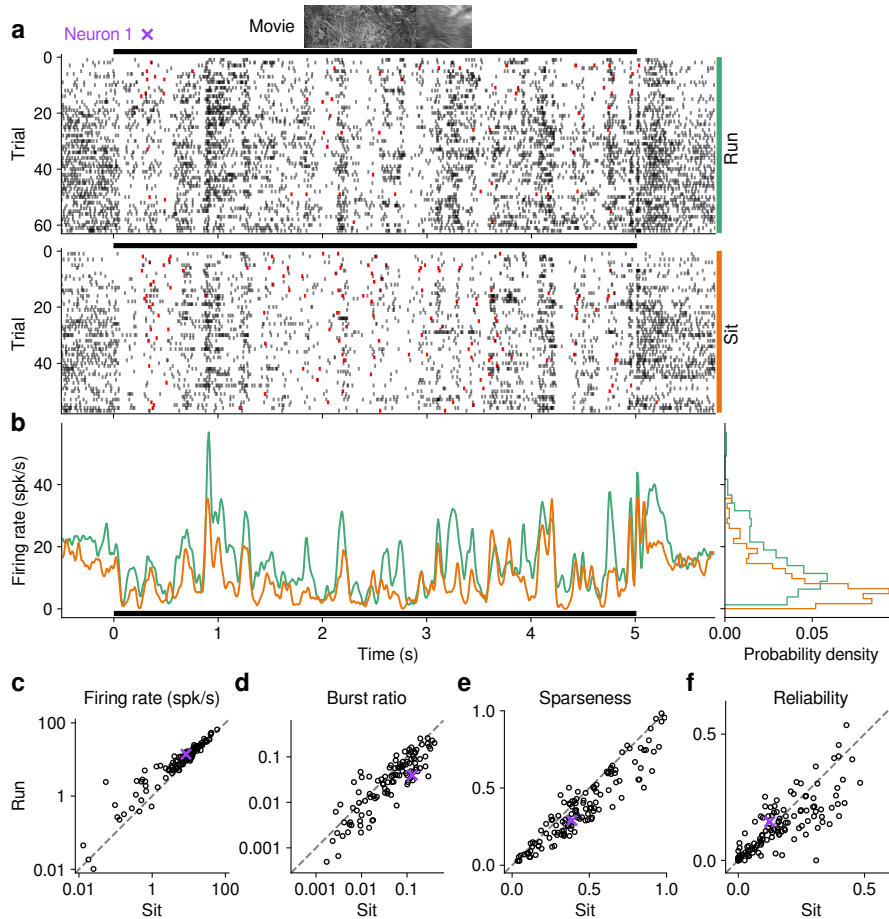 a
Neuron 1 ×
Movie
0
20
40
60
Trial
Run
0
20
40
Trial
Sit
b
Firing rate (spk/s)
40
20
0
0
1
2
3
4
5
Time (s)
0.00
0.05
Probability density
c
Firing rate (spk/s)
100
1
0.01
Run
0.01
1
100
Sit
d
Burst ratio
0.1
0.01
0.001
0.001
0.01
0.1
Sit
e
Sparseness
1.0
0.5
0.0
0.0
0.5
1.0
Sit
f
Reliability
0.5
0.0
0.0
0.5
Sit